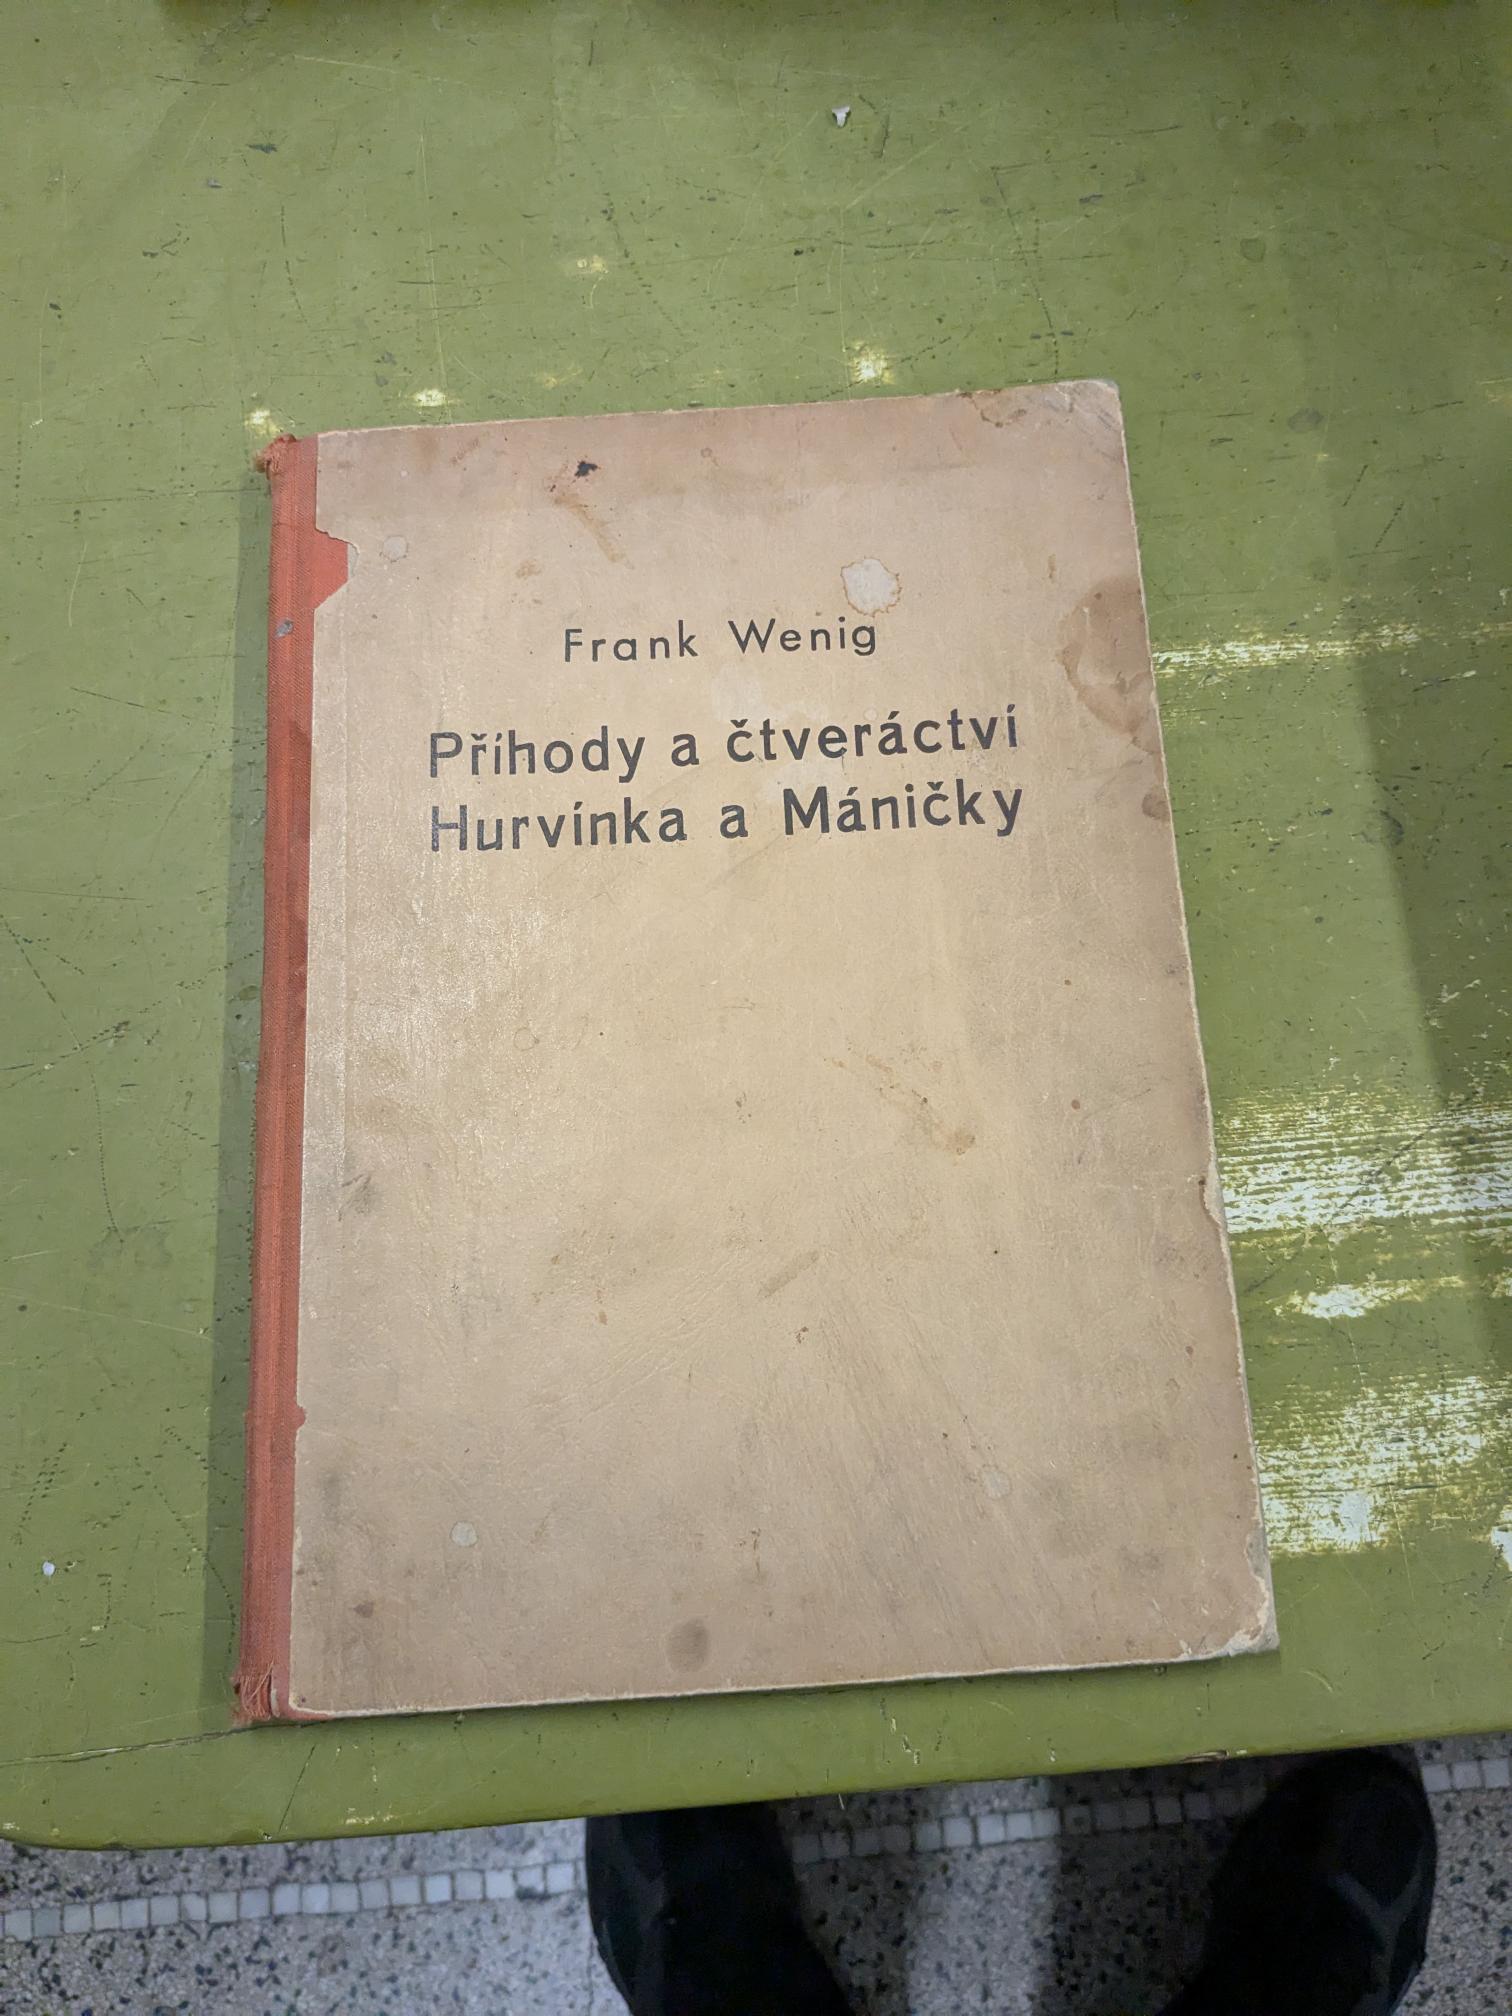 Frank Wenig
Příhody a čtveráctví
Hurvínka a Máničky